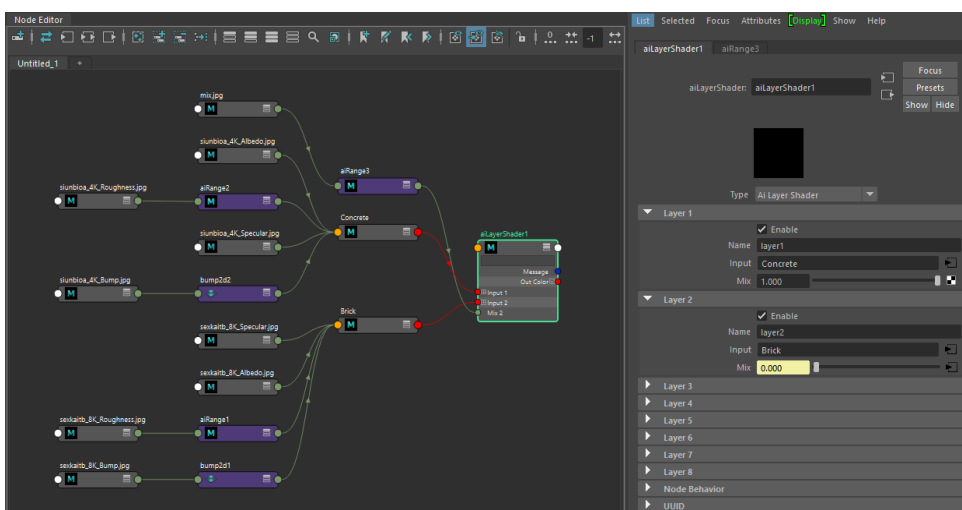 Node Editor
Untitled_1
+
mix.jpg
siunbioa_4K_Albedo.jpg
siunbioa_4K_Roughness.jpg
aiRange2
aiRange3
siunbioa_4K_Specular.jpg
Concrete
siunbioa_4K_Bump.jpg
bump2d2
aiLayerShader1
Message
Out Color
Input 1
Input 2
Mix 2
Brick
sexkaitb_8K_Specular.jpg
sexkaitb_8K_Albedo.jpg
sexkaitb_8K_Roughness.jpg
aiRange1
sexkaitb_8K_Bump.jpg
bump2d1
-1
List Selected Focus Attributes [Display] Show Help
aiLayerShader1 aiRange3
aiLayerShader: aiLayerShader1
Focus
Presets
Show Hide
Type Ai Layer Shader
Layer 1
Enable
Name layer1
Input Concrete
Mix 1.000
Layer 2
Enable
Name layer2
Input Brick
Mix 0.000
Layer 3
Layer 4
Layer 5
Layer 6
Layer 7
Layer 8
Node Behavior
UUID